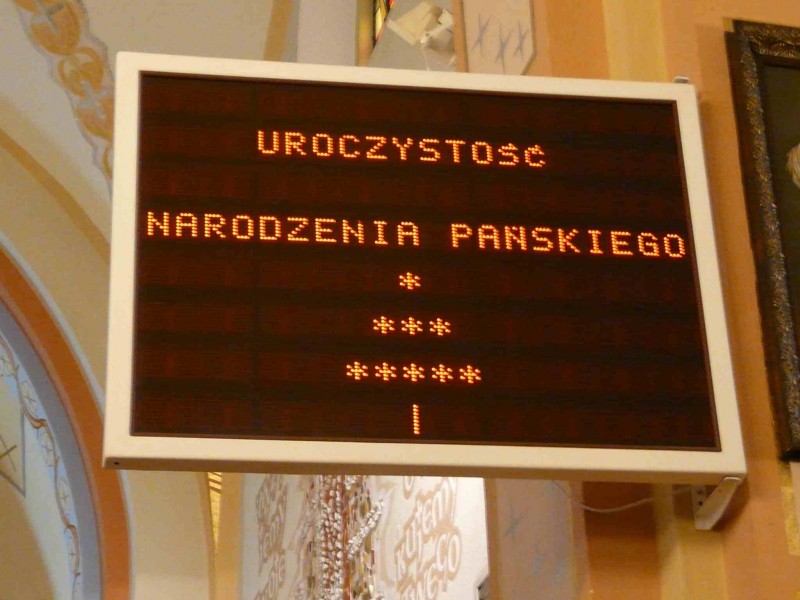 UROCZYSTOŚĆ
NARODZENIA PAŃSKIEGO
*
***
*****
|